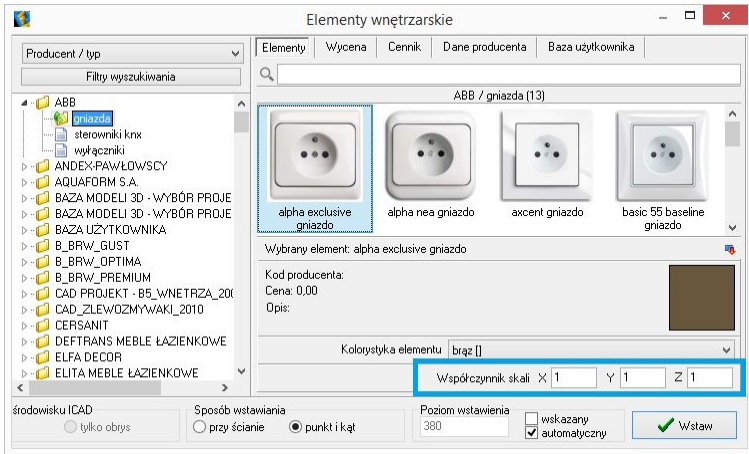 Elementy wnętrzarskie
Producent / typ
Filtry wyszukiwania
ABB
gniazda
sterowniki knx
wyłączniki
ANDEX-PAWŁOWSCY
AQUAFORM S.A.
BAZA MODELI 3D - WYBÓR PROJE
BAZA MODELI 3D - WYBÓR PROJE
BAZA UŻYTKOWNIKA
B_BRW_GUST
B_BRW_OPTIMA
B_BRW_PREMIUM
CAD PROJEKT - B5_WNETRZA_200
CAD_ZLEWOZMYWAKI_2010
CERSANIT
DEFTRANS MEBLE ŁAZIENKOWE
ELFA DECOR
ELITA MEBLE ŁAZIENKOWE
Elementy Wycena Cennik Dane producenta Baza użytkownika
ABB / gniazda (13)
alpha exclusive
gniazdo
alpha nea gniazdo
axcent gniazdo
basic 55 baseline
gniazdo
Wybrany element: alpha exclusive gniazdo
Kod producenta:
Cena: 0,00
Opis:
Kolorystyka elementu brąz []
Współczynnik skali X 1 Y 1 Z 1
środowisku ICAD
tylko obrys
Sposób wstawiania
przy ścianie punkt i kąt
Poziom wstawienia
380
wskazany
automatyczny
Wstaw